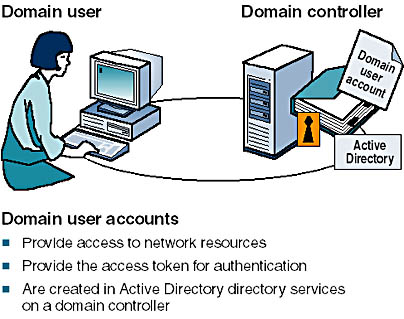 Domain user
Domain controller
Domain
user
account
Active
Directory
Domain user accounts
Provide access to network resources
Provide the access token for authentication
Are created in Active Directory directory services
on a domain controller